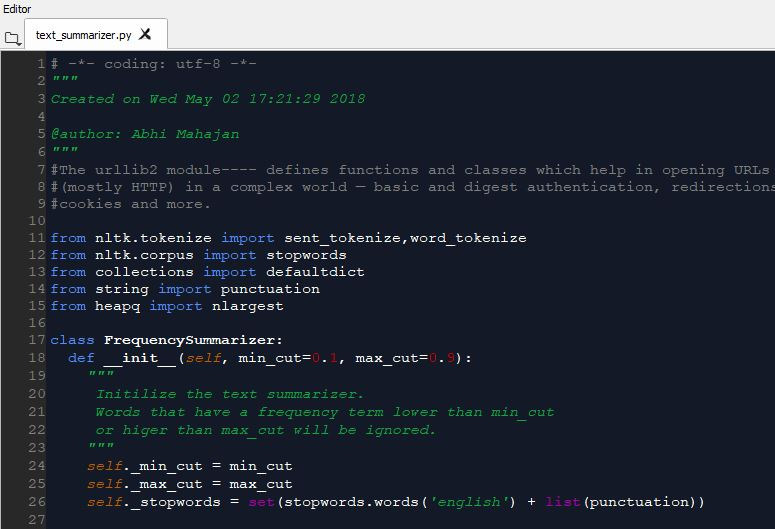 Editor
text_summarizer.py
1 # -*- coding: utf-8 -*-
2 """
3 Created on Wed May 02 17:21:29 2018
4
5 @author: Abhi Mahajan
6 """
7 #The urllib2 module---- defines functions and classes which help in opening URLs
8 #(mostly HTTP) in a complex world — basic and digest authentication, redirections
9 #cookies and more.
10
11 from nltk.tokenize import sent_tokenize,word_tokenize
12 from nltk.corpus import stopwords
13 from collections import defaultdict
14 from string import punctuation
15 from heapq import nlargest
16
17 class FrequencySummarizer:
18   def __init__(self, min_cut=0.1, max_cut=0.9):
19     """
20      Initilize the text summarizer.
21      Words that have a frequency term lower than min_cut
22      or higer than max_cut will be ignored.
23     """
24     self._min_cut = min_cut
25     self._max_cut = max_cut
26     self._stopwords = set(stopwords.words('english') + list(punctuation))
27